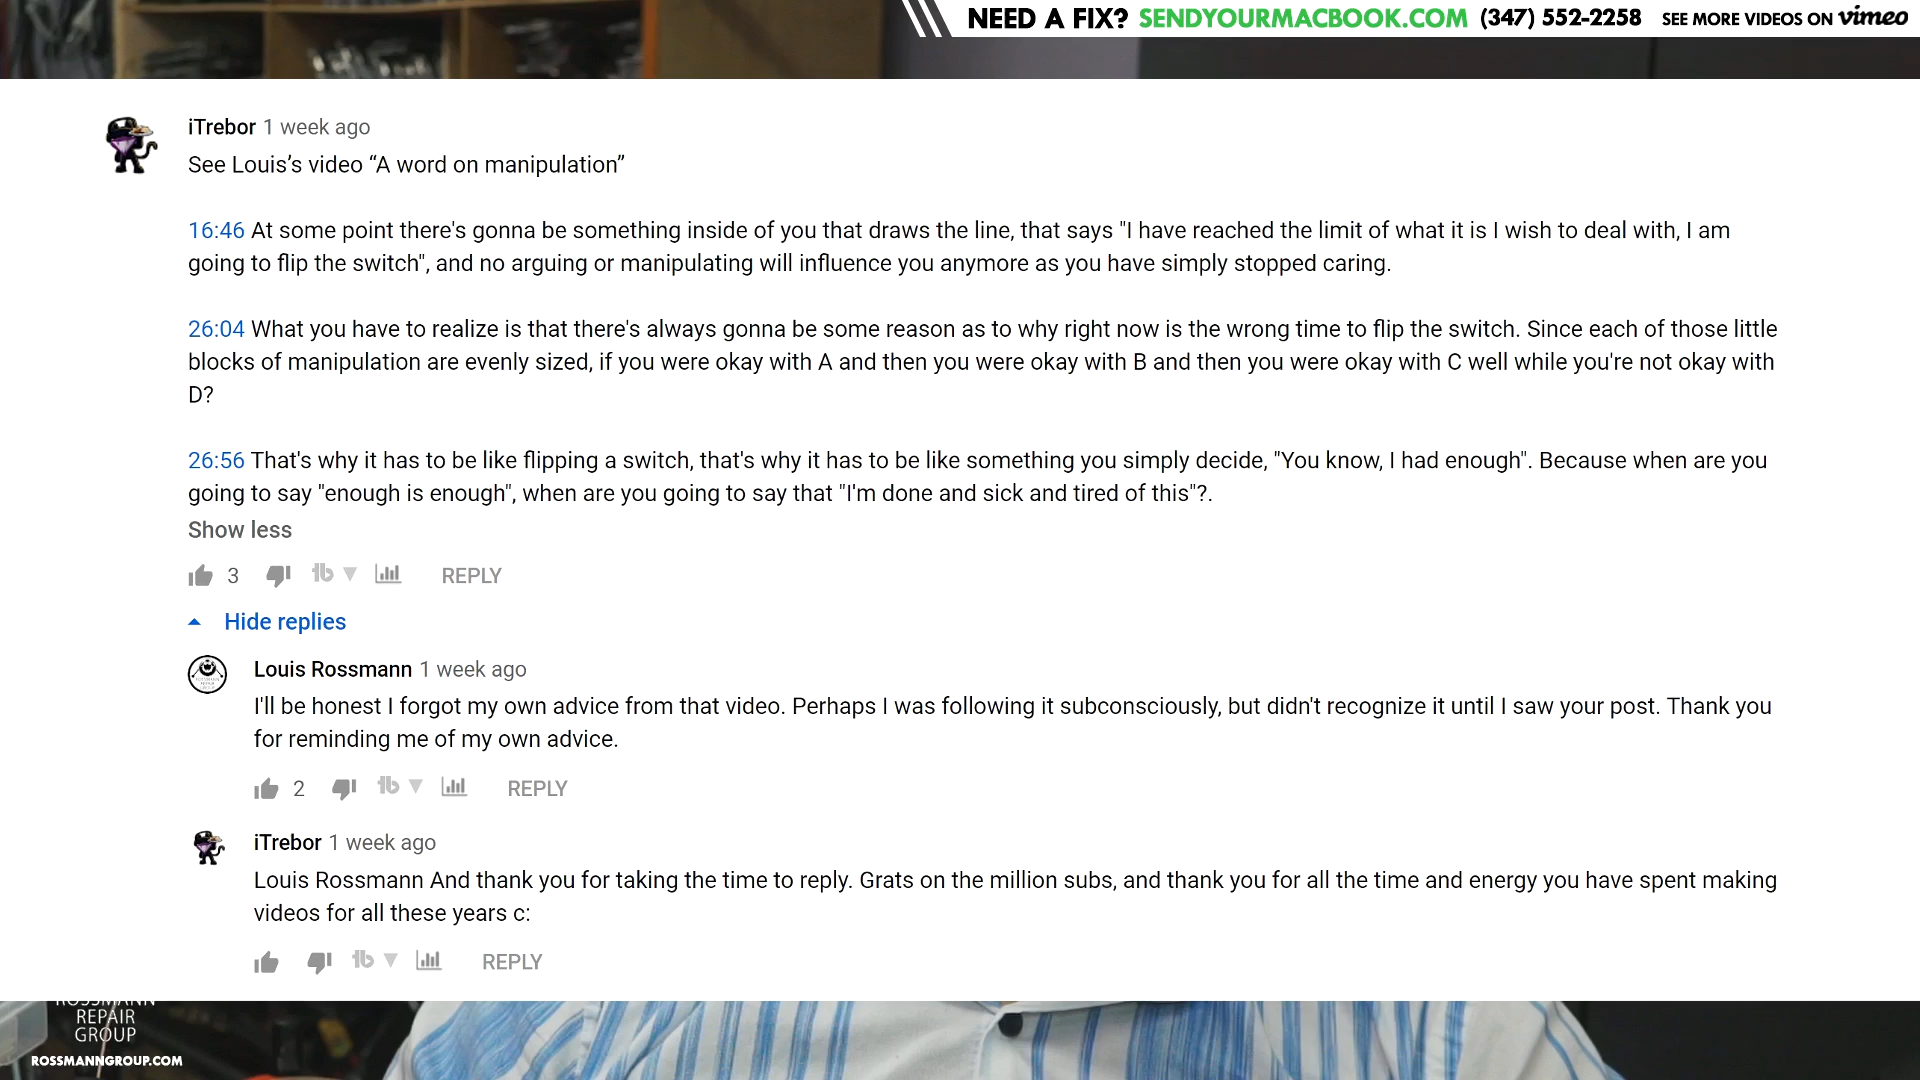 NEED A FIX? SENDYOURMACBOOK.COM (347) 552-2258 SEE MORE VIDEOS ON vimeo
iTrebor 1 week ago
See Louis’s video “A word on manipulation”
16:46 At some point there's gonna be something inside of you that draws the line, that says "I have reached the limit of what it is I wish to deal with, I am
going to flip the switch", and no arguing or manipulating will influence you anymore as you have simply stopped caring.
26:04 What you have to realize is that there's always gonna be some reason as to why right now is the wrong time to flip the switch. Since each of those little
blocks of manipulation are evenly sized, if you were okay with A and then you were okay with B and then you were okay with C well while you're not okay with
D?
26:56 That's why it has to be like flipping a switch, that's why it has to be like something you simply decide, "You know, I had enough". Because when are you
going to say "enough is enough", when are you going to say that "I'm done and sick and tired of this"?.
Show less
3 tb REPLY
Hide replies
Louis Rossmann 1 week ago
I'll be honest I forgot my own advice from that video. Perhaps I was following it subconsciously, but didn't recognize it until I saw your post. Thank you
for reminding me of my own advice.
2 tb REPLY
iTrebor 1 week ago
Louis Rossmann And thank you for taking the time to reply. Grats on the million subs, and thank you for all the time and energy you have spent making
videos for all these years c:
tb REPLY
ROSSMANN
REPAIR
GROUP
ROSSMANNGROUP.COM